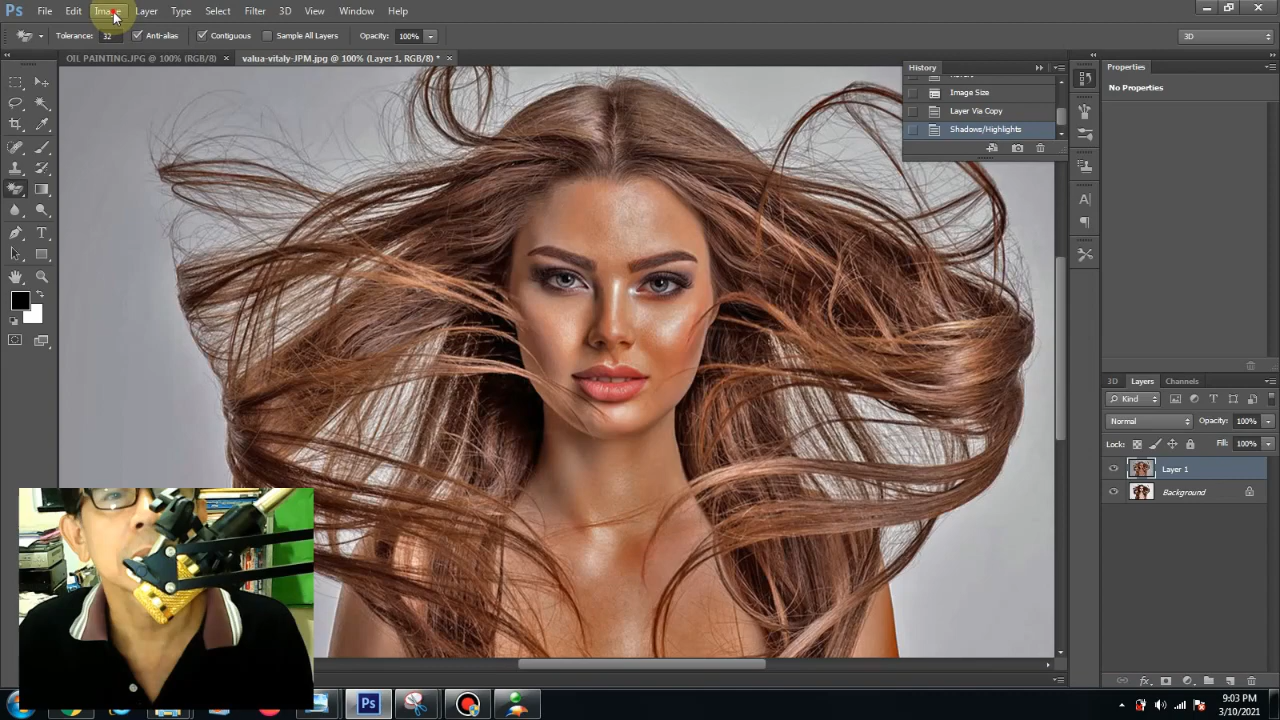 Ps File Edit Image Layer Type Select Filter 3D View Window Help
Tolerance: 32 Anti-alias Contiguous Sample All Layers Opacity: 100% 3D
OIL PAINTING.JPG @ 100% (RGB/8) × valua-vitaly-JPM.jpg @ 100% (Layer 1, RGB/8) * ×
History
Image Size
Layer Via Copy
Shadows/Highlights
Properties
No Properties
3D Layers Channels
Kind
Normal Opacity: 100%
Lock: Fill: 100%
Layer 1
Background
Ps
9:03 PM
3/10/2021